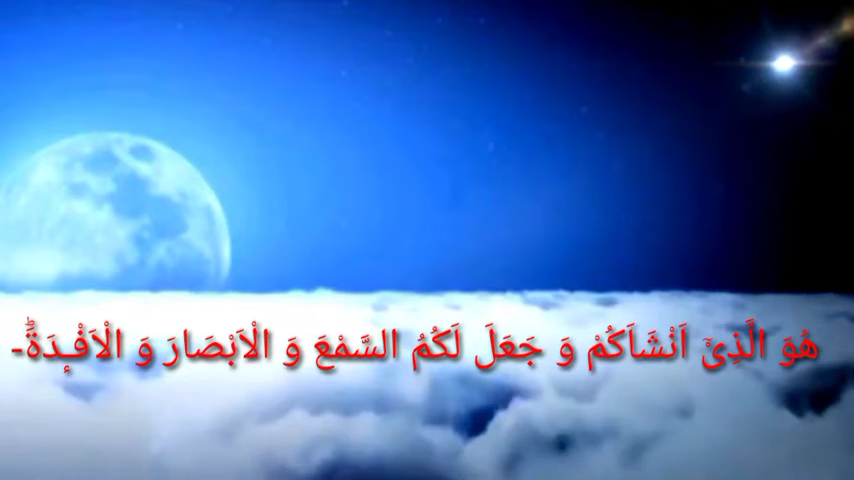 هُوَ الَّذِیْۤ اَنْشَاَكُمْ وَ جَعَلَ لَكُمُ السَّمْعَ وَ الْاَبْصَارَ وَ الْاَفْـٕدَةَؕ-